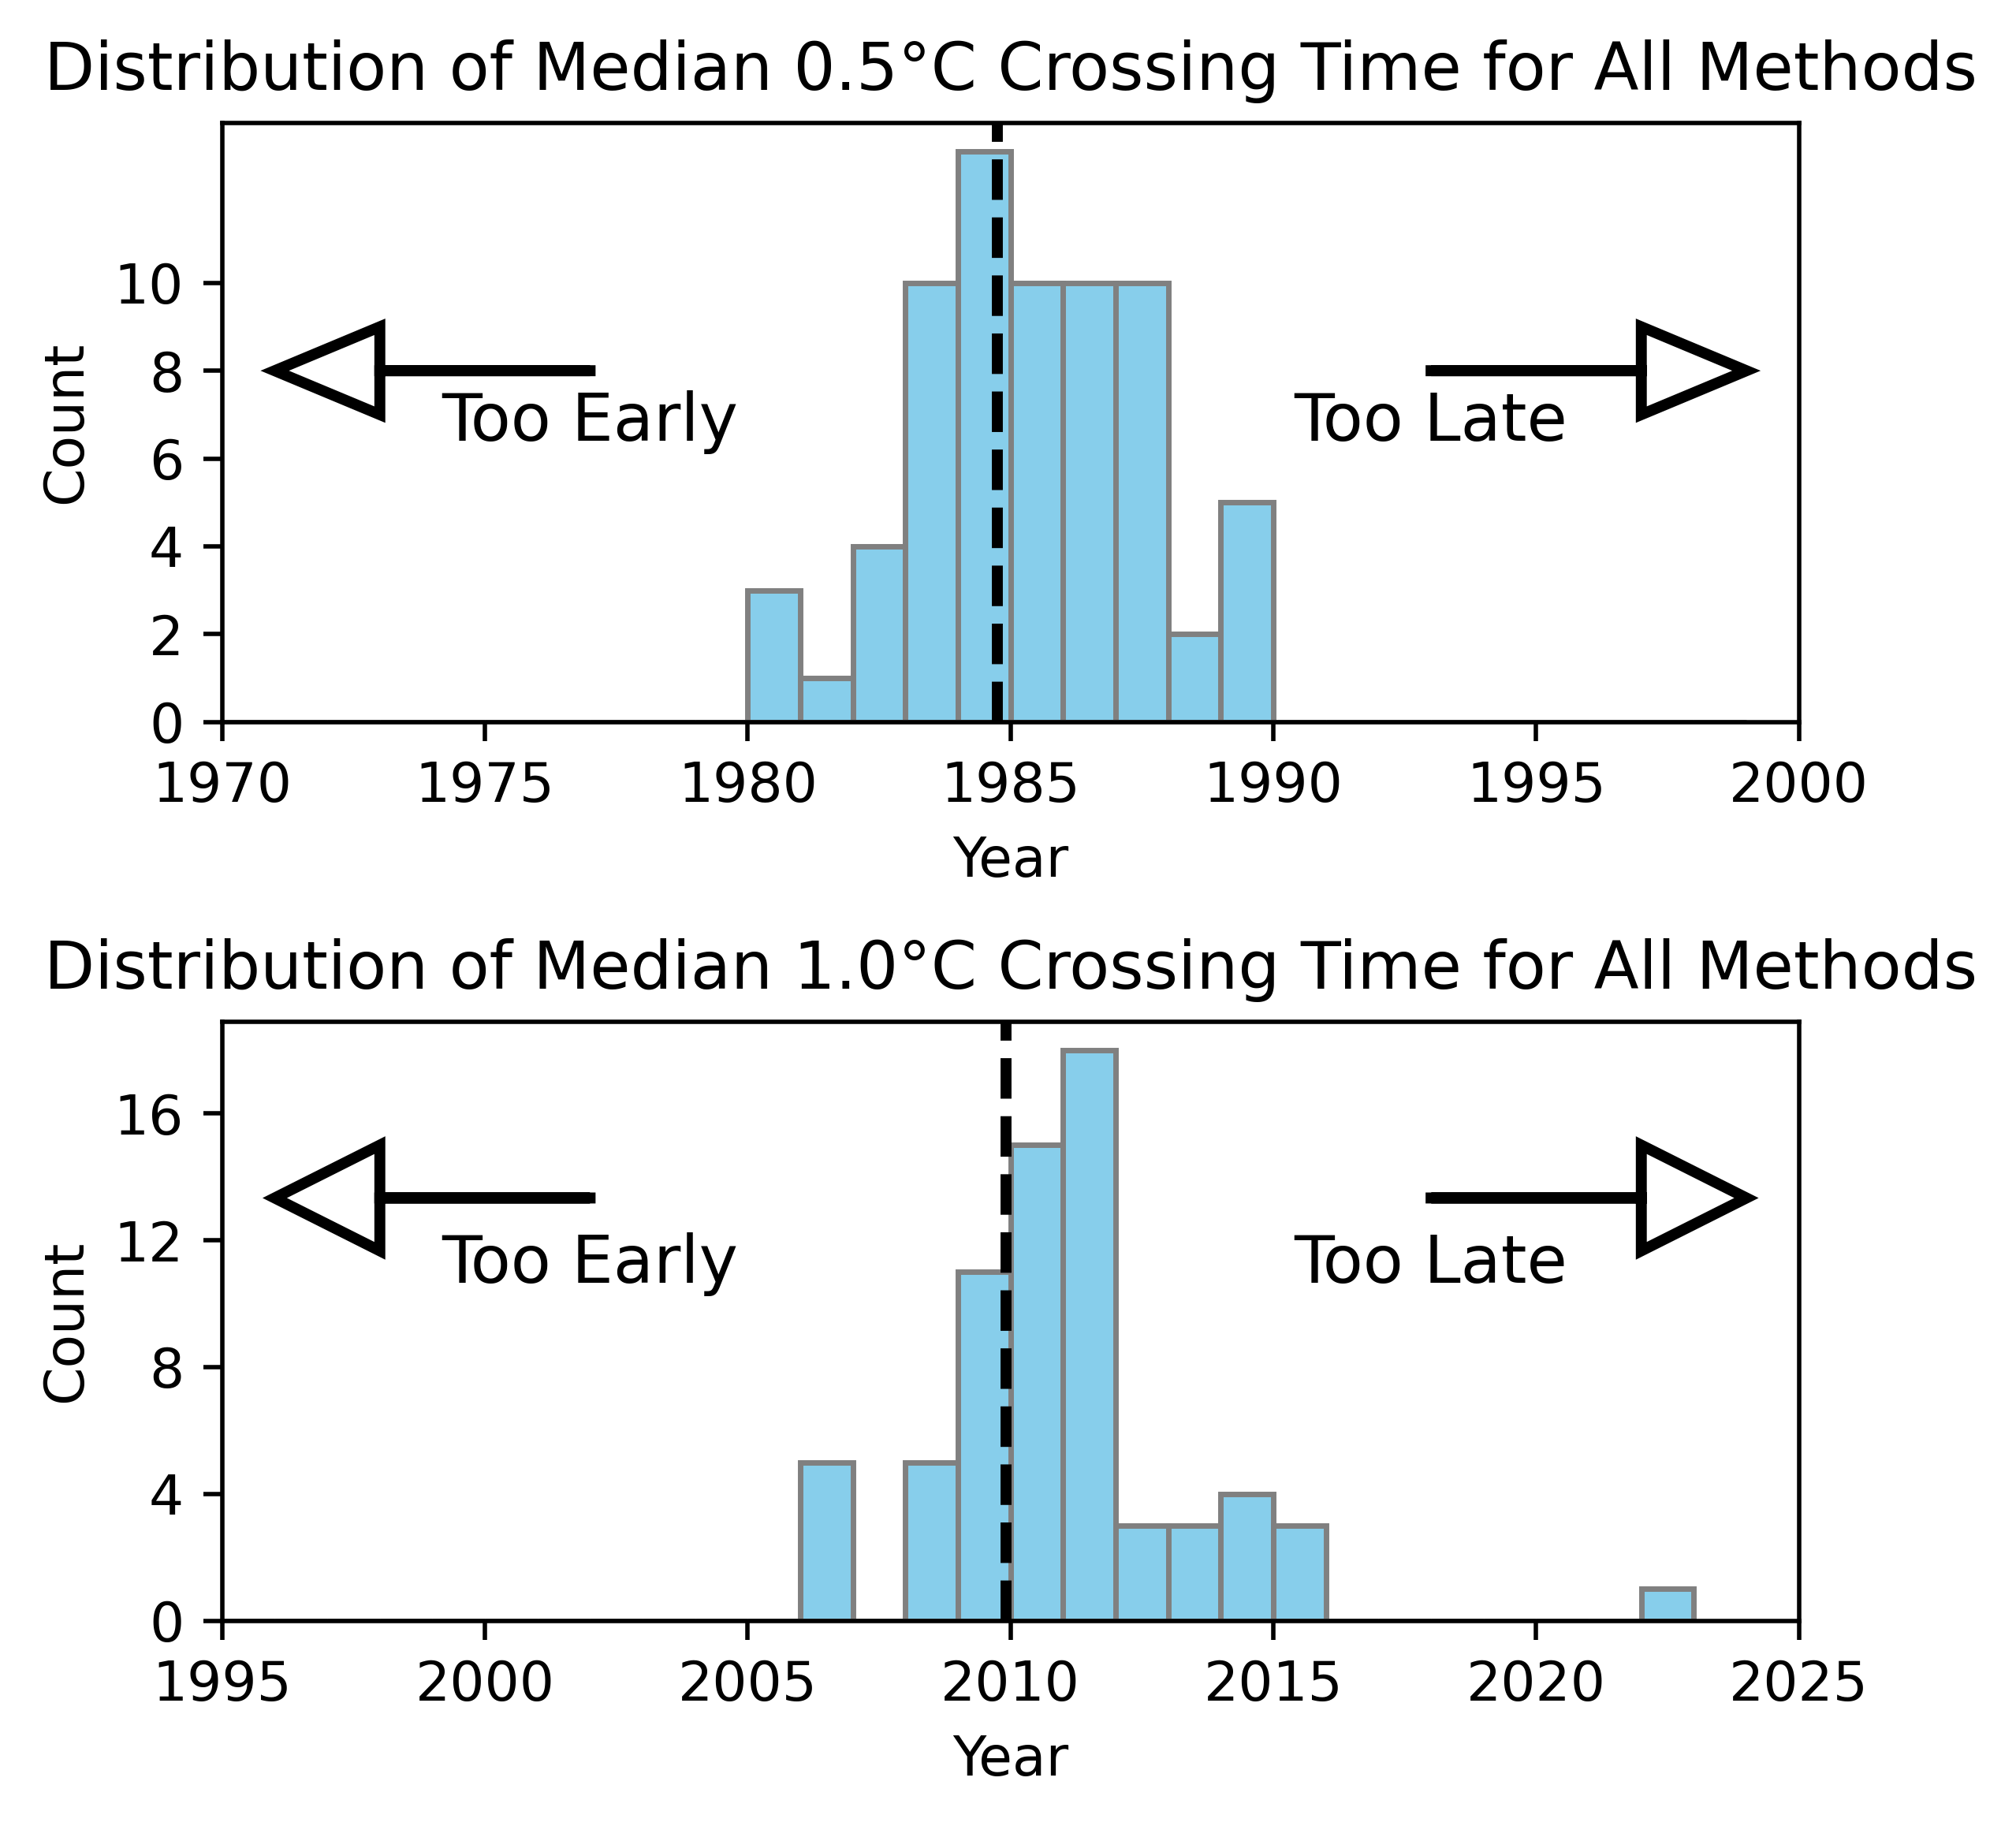 Distribution of Median 0.5°C Crossing Time for All Methods
10
8
6
4
2
0
Count
Too Early
Too Late
1970 1975 1980 1985 1990 1995 2000
Year
Distribution of Median 1.0°C Crossing Time for All Methods
16
12
8
4
0
Count
Too Early
Too Late
1995 2000 2005 2010 2015 2020 2025
Year